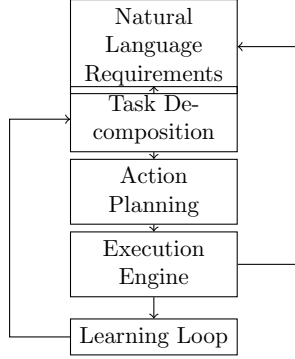 Natural
Language
Requirements
Task De-
composition
Action
Planning
Execution
Engine
Learning Loop